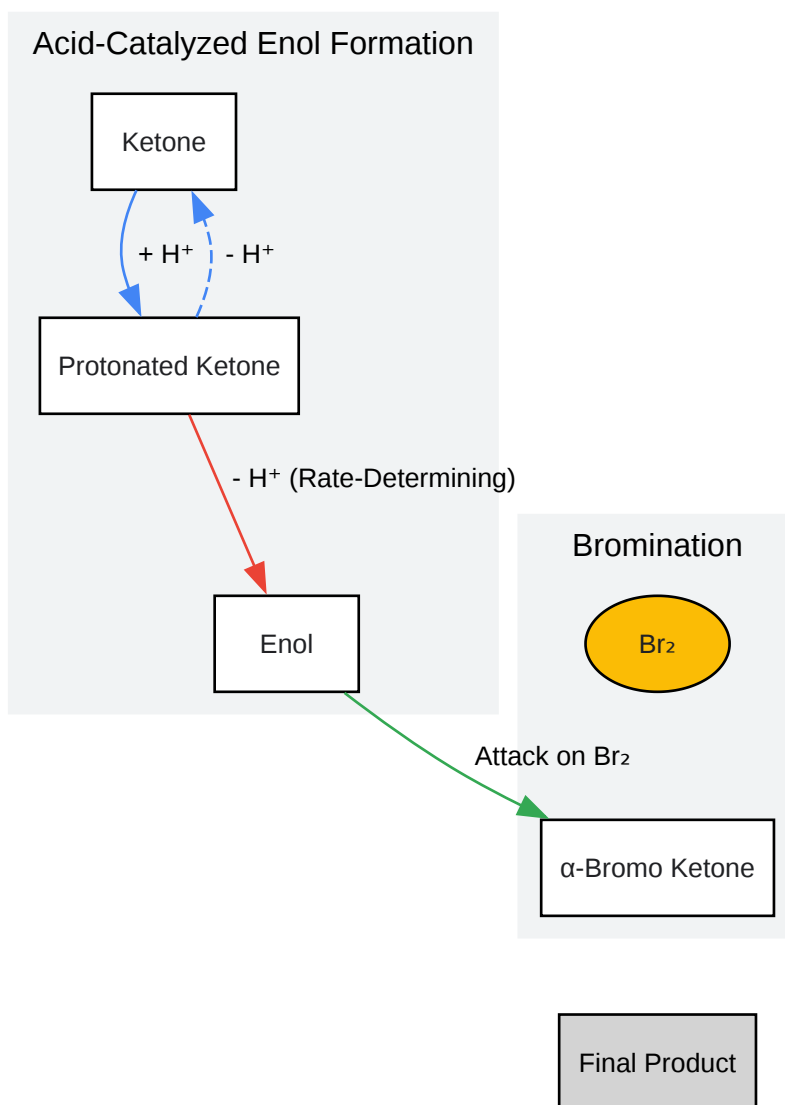 Acid-Catalyzed Enol Formation
Ketone
+ H⁺
- H⁺
Protonated Ketone
- H⁺ (Rate-Determining)
Enol
Bromination
Br₂
Attack on Br₂
α-Bromo Ketone
Final Product